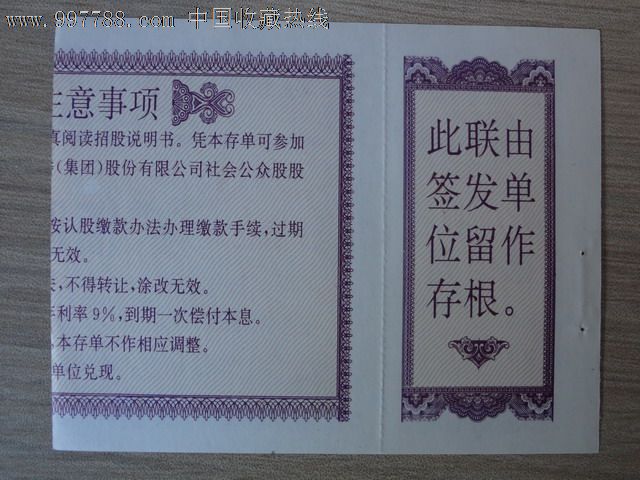 www.997788.com 中国收藏热线
注意事项
阅读招股说明书。凭本存单可参加
(集团)股份有限公司社会公众股股
认股缴款办法办理缴款手续,过期
无效。
,不得转让,涂改无效。
利率9%,到期一次偿付本息。
本存单不作相应调整。
单位兑现。
此联由
签发单
位留作
存根。